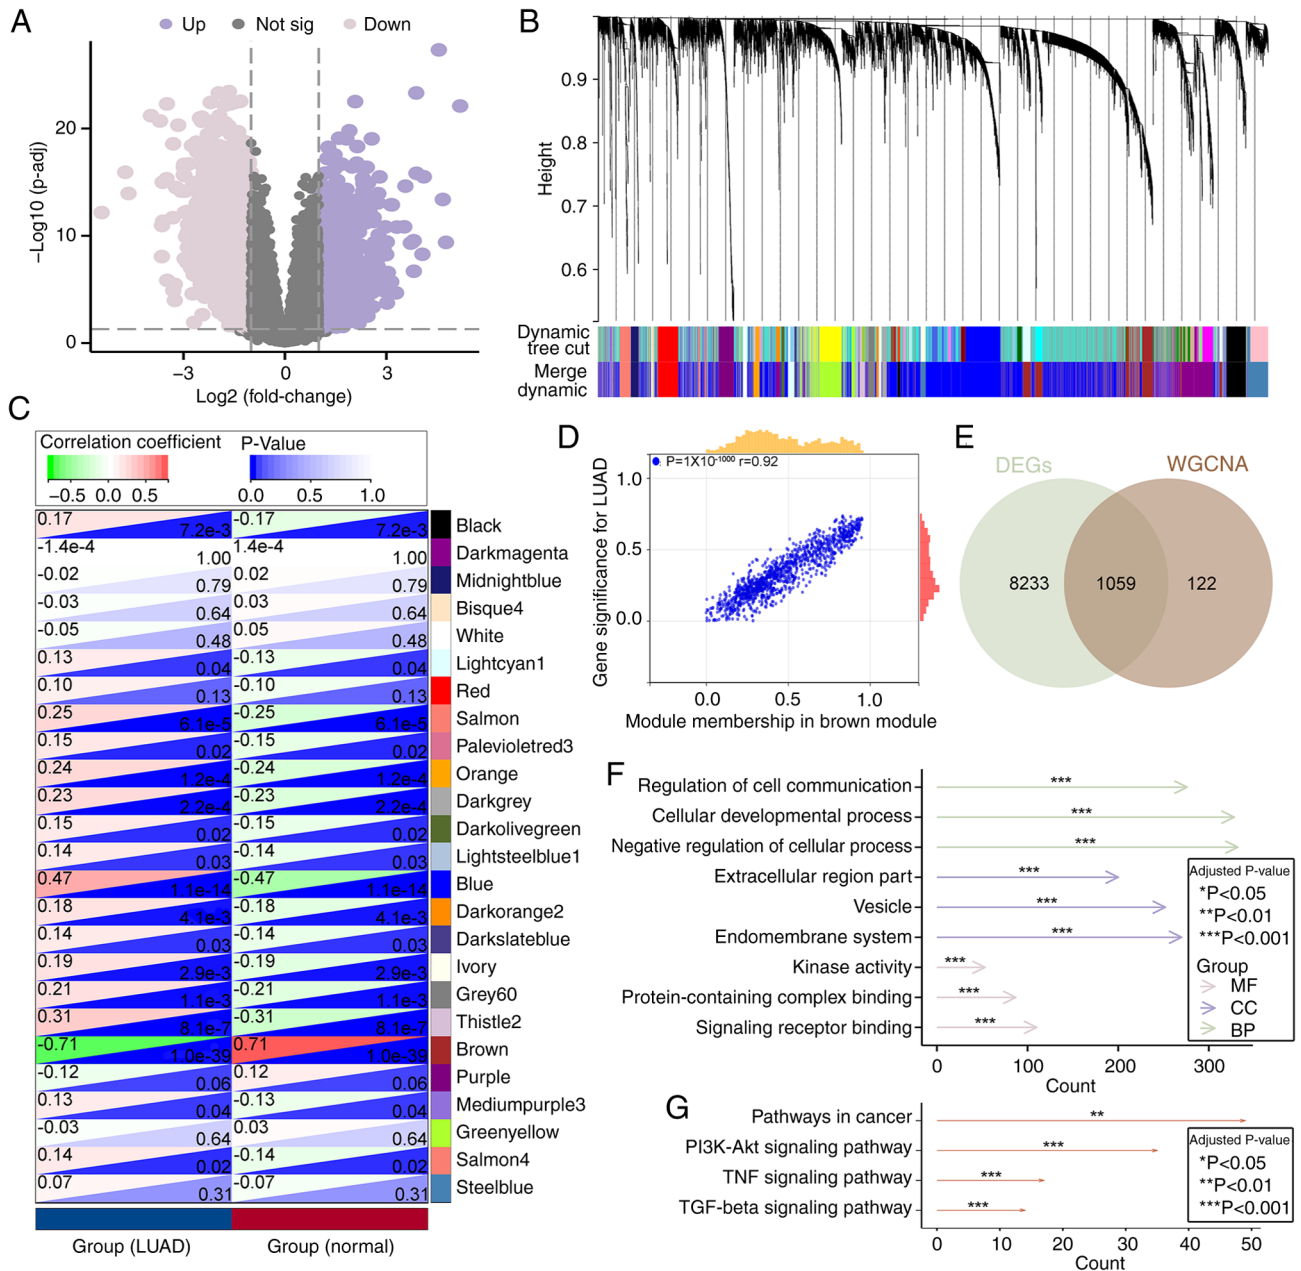 A
Up
Not sig
Down
−Log10 (p-adj)
20
10
0
−3
0
3
Log2 (fold-change)
B
Height
0.9
0.8
0.7
0.6
Dynamic
tree cut
Merge
dynamic
C
Correlation coefficient
−0.5
0.0
0.5
P-Value
0.0
0.5
1.0
0.17 7.2e-3 -0.17 7.2e-3 Black
-1.4e-4 1.00 1.4e-4 1.00 Darkmagenta
-0.02 0.79 0.02 0.79 Midnightblue
-0.03 0.64 0.03 0.64 Bisque4
-0.05 0.48 0.05 0.48 White
0.13 0.04 -0.13 0.04 Lightcyan1
0.10 0.13 -0.10 0.13 Red
0.25 6.1e-5 -0.25 6.1e-5 Salmon
0.15 0.02 -0.15 0.02 Palevioletred3
0.24 1.2e-4 -0.24 1.2e-4 Orange
0.23 2.2e-4 -0.23 2.2e-4 Darkgrey
0.15 0.02 -0.15 0.02 Darkolivegreen
0.14 0.03 -0.14 0.03 Lightsteelblue1
0.47 1.1e-14 -0.47 1.1e-14 Blue
0.18 4.1e-3 -0.18 4.1e-3 Darkorange2
0.14 0.03 -0.14 0.03 Darkslateblue
0.19 2.9e-3 -0.19 2.9e-3 Ivory
0.21 1.1e-3 -0.21 1.1e-3 Grey60
0.31 8.1e-7 -0.31 8.1e-7 Thistle2
-0.71 1.0e-39 0.71 1.0e-39 Brown
-0.12 0.06 0.12 0.06 Purple
0.13 0.04 -0.13 0.04 Mediumpurple3
-0.03 0.64 0.03 0.64 Greenyellow
0.14 0.02 -0.14 0.02 Salmon4
0.07 0.31 -0.07 0.31 Steelblue
Group (LUAD)
Group (normal)
D
P=1X10-1000 r=0.92
Gene significance for LUAD
1.0
0.5
0.0
0.0
0.5
1.0
Module membership in brown module
E
DEGs
WGCNA
8233
1059
122
F
Regulation of cell communication ***
Cellular developmental process ***
Negative regulation of cellular process ***
Extracellular region part ***
Vesicle ***
Endomembrane system ***
Kinase activity ***
Protein-containing complex binding ***
Signaling receptor binding ***
0
100
200
300
Count
Adjusted P-value
*P<0.05
**P<0.01
***P<0.001
Group
MF
CC
BP
G
Pathways in cancer **
PI3K-Akt signaling pathway ***
TNF signaling pathway ***
TGF-beta signaling pathway ***
0
10
20
30
40
50
Count
Adjusted P-value
*P<0.05
**P<0.01
***P<0.001